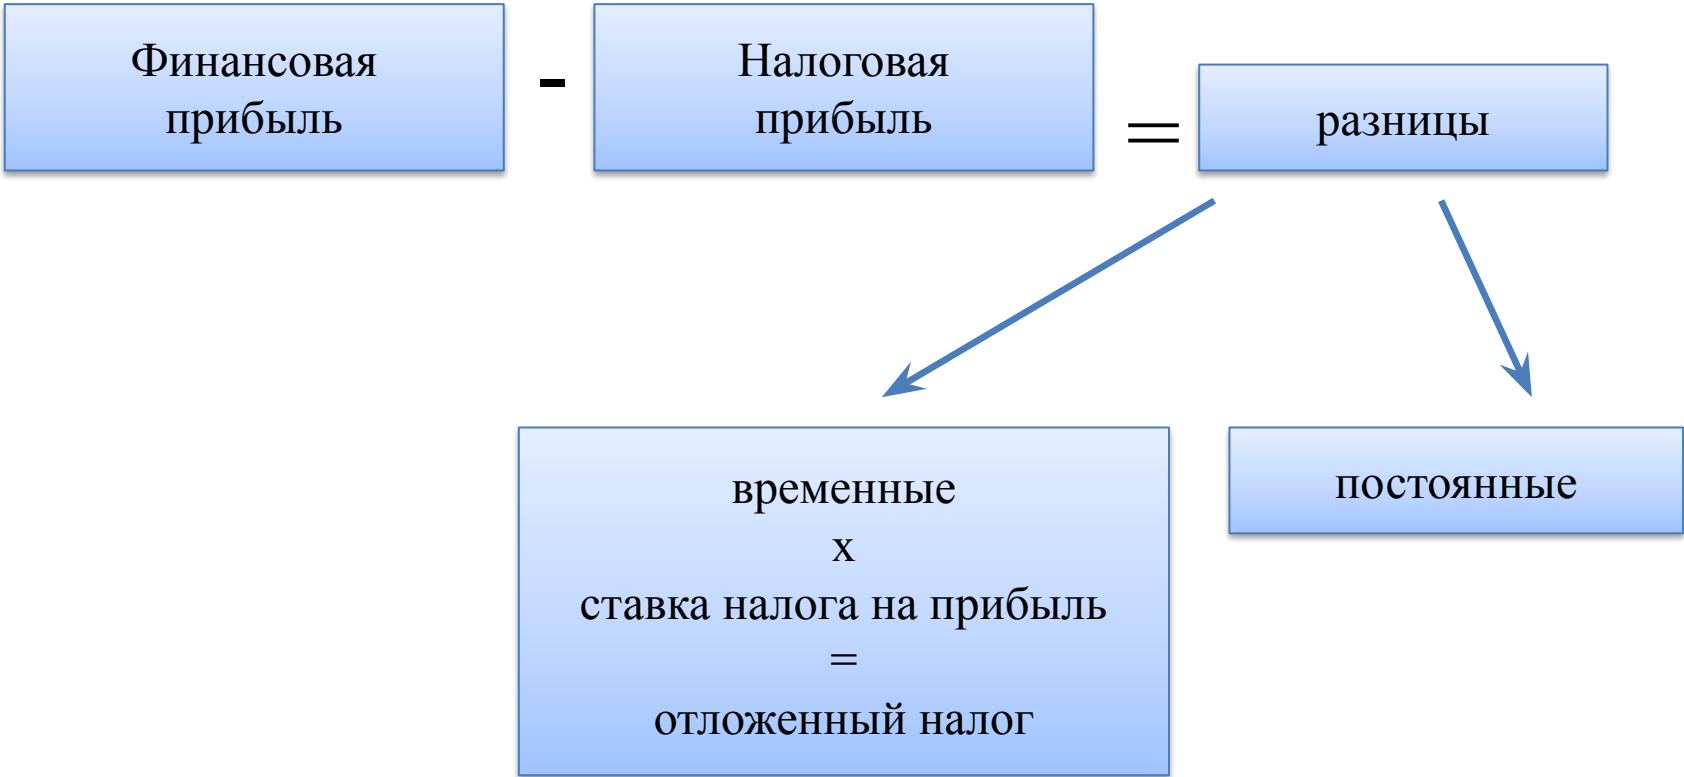 Финансовая
прибыль
-
Налоговая
прибыль
=
разницы
временные
х
ставка налога на прибыль
=
отложенный налог
постоянные